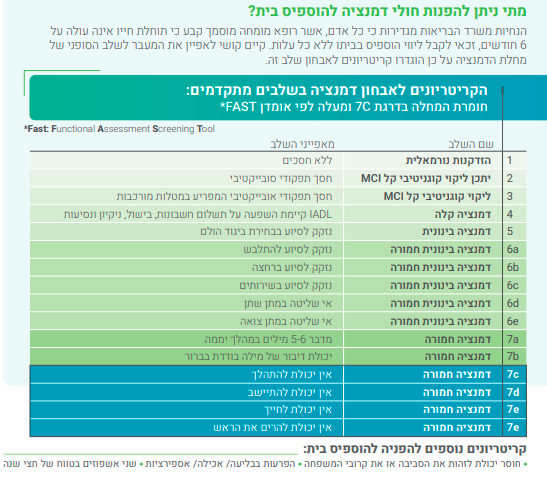 מתי ניתן להפנות חולי דמנציה להוספיס בית?
הנחיות משרד הבריאות מגדירות כי כל אדם, אשר רופא מומחה מוסמך קבע כי תוחלת חייו אינה עולה על
6 חודשים, זכאי לקבל ליווי הוספיס בביתו ללא כל עלות. קיים קושי לאפיין את המעבר לשלב הסופני של
מחלת הדמנציה על כן הוגדרו קריטריונים לאבחון שלב זה.
הקריטריונים לאבחון דמנציה בשלבים מתקדמים:
חומרת המחלה בדרגת 7C ומעלה לפי אומדן FAST*
*Fast: Functional Assessment Screening Tool
שם השלב מאפייני השלב
1 הזדקנות נורמאלית ללא חסכים
2 יתכן ליקוי קוגניטיבי קל MCI חסך תפקודי סובייקטיבי
3 ליקוי קוגניטיבי קל MCI חסך תפקודי אובייקטיבי המפריע במטלות מורכבות
4 דמנציה קלה IADL קיימת השפעה על תשלום חשבונות, בישול, ניקיון ונסיעות
5 דמנציה בינונית נזקק לסיוע בבחירת ביגוד הולם
6a דמנציה בינונית חמורה נזקק לסיוע להתלבש
6b דמנציה בינונית חמורה נזקק לסיוע ברחצה
6c דמנציה בינונית חמורה נזקק לסיוע בשירותים
6d דמנציה בינונית חמורה אי שליטה במתן שתן
6e דמנציה בינונית חמורה אי שליטה במתן צואה
7a דמנציה חמורה מדבר 5-6 מילים במהלך יממה
7b דמנציה חמורה יכולת דיבור של מילה בודדת בברור
7c דמנציה חמורה אין יכולת להתהלך
7d דמנציה חמורה אין יכולת להתיישב
7e דמנציה חמורה אין יכולת לחייך
7e דמנציה חמורה אין יכולת להרים את הראש
קריטריונים נוספים להפניה להוספיס בית:
• חוסר יכולת לזהות את הסביבה או את קרובי המשפחה • הפרעות בבליעה/ אכילה/ אספירציות • שני אשפוזים בטווח של חצי שנה